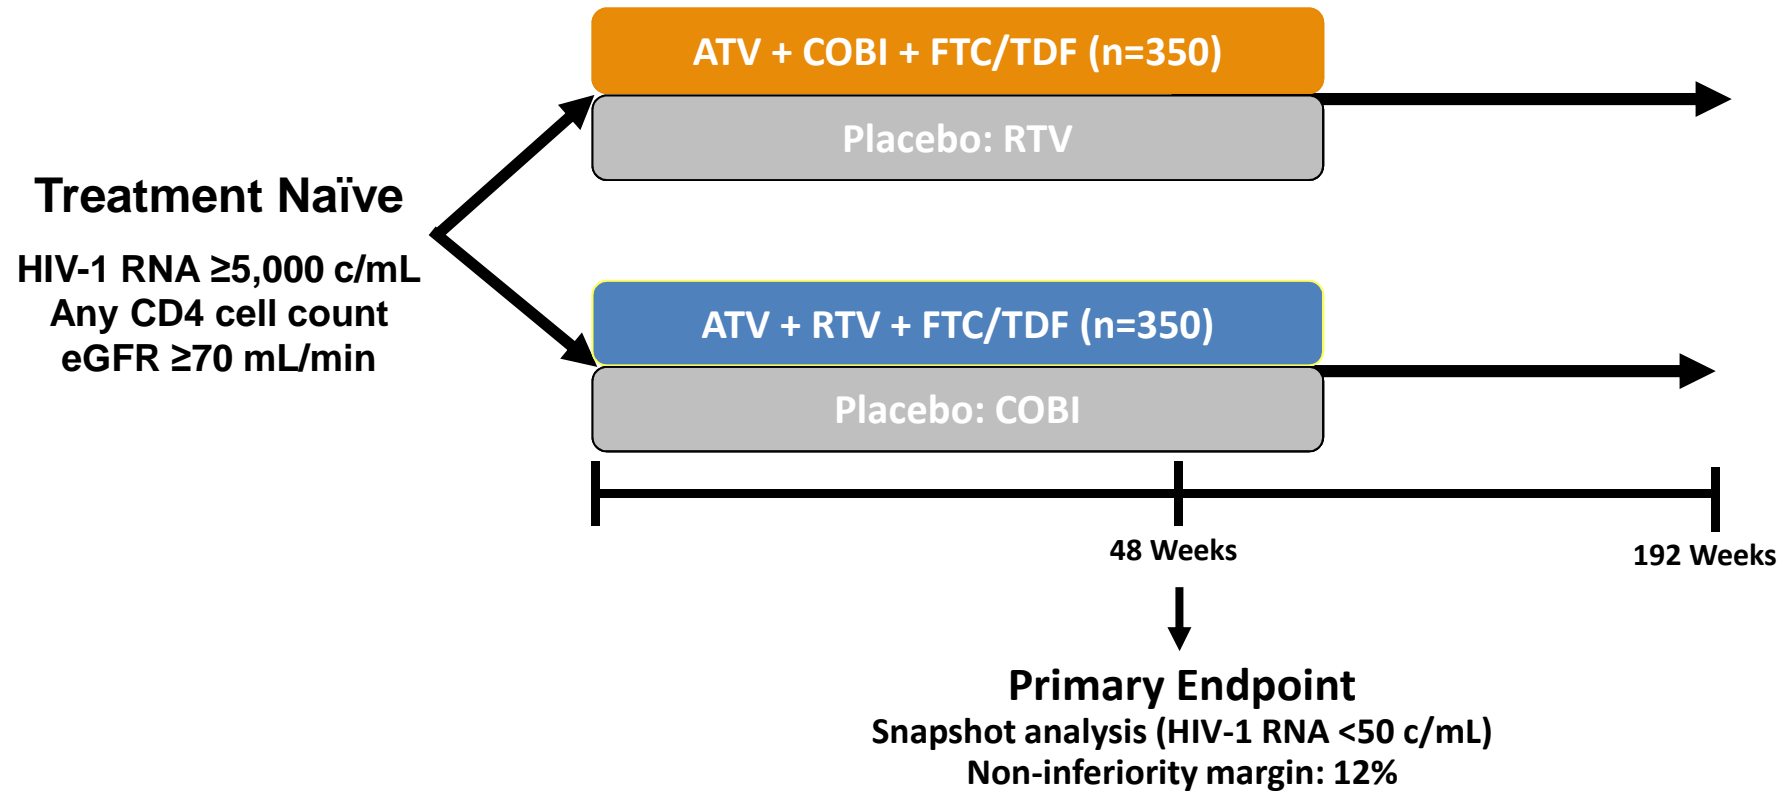 ATV + COBI + FTC/TDF (n=350)
Placebo: RTV
Treatment Naïve
HIV-1 RNA ≥5,000 c/mL
Any CD4 cell count
eGFR ≥70 mL/min
ATV + RTV + FTC/TDF (n=350)
Placebo: COBI
48 Weeks
192 Weeks
Primary Endpoint
Snapshot analysis (HIV-1 RNA <50 c/mL)
Non-inferiority margin: 12%